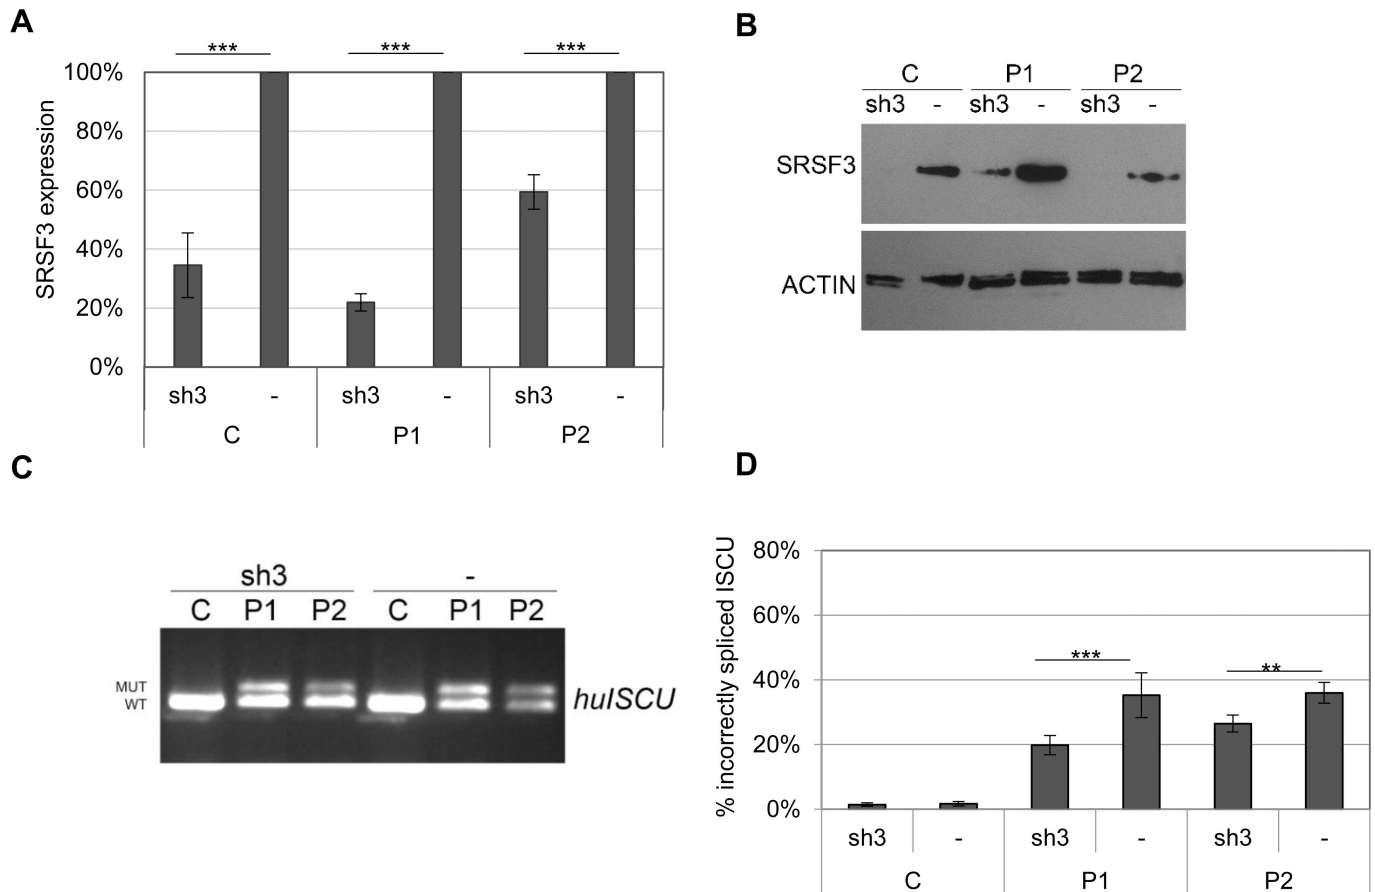 A
*** *** ***
100%
80%
60%
40%
20%
0%
SRSF3 expression
sh3 - sh3 - sh3 -
C P1 P2
B
C P1 P2
sh3 - sh3 - sh3 -
SRSF3
ACTIN
C
sh3 -
C P1 P2 C P1 P2
MUT
WT
huISCU
D
80%
60%
40%
20%
0%
% incorrectly spliced ISCU
*** **
sh3 - sh3 - sh3 -
C P1 P2